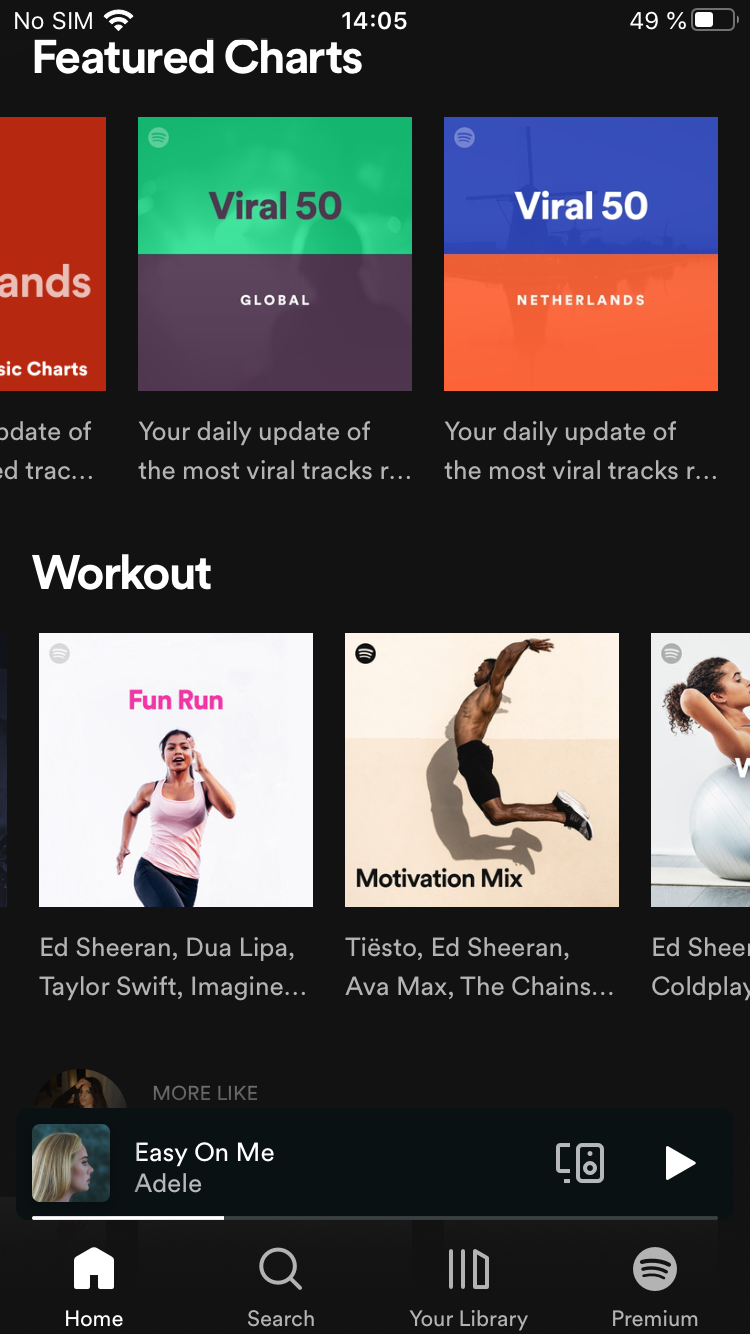 No SIM 14:05 49 %
Featured Charts
ands
sic Charts
Viral 50
GLOBAL
Viral 50
NETHERLANDS
pdate of
ed trac...
Your daily update of
the most viral tracks r...
Your daily update of
the most viral tracks r...
Workout
Fun Run
Motivation Mix
W
Ed Sheeran, Dua Lipa,
Taylor Swift, Imagine...
Tiësto, Ed Sheeran,
Ava Max, The Chains...
Ed Sheer
Coldplay
MORE LIKE
Easy On Me
Adele
Home Search Your Library Premium